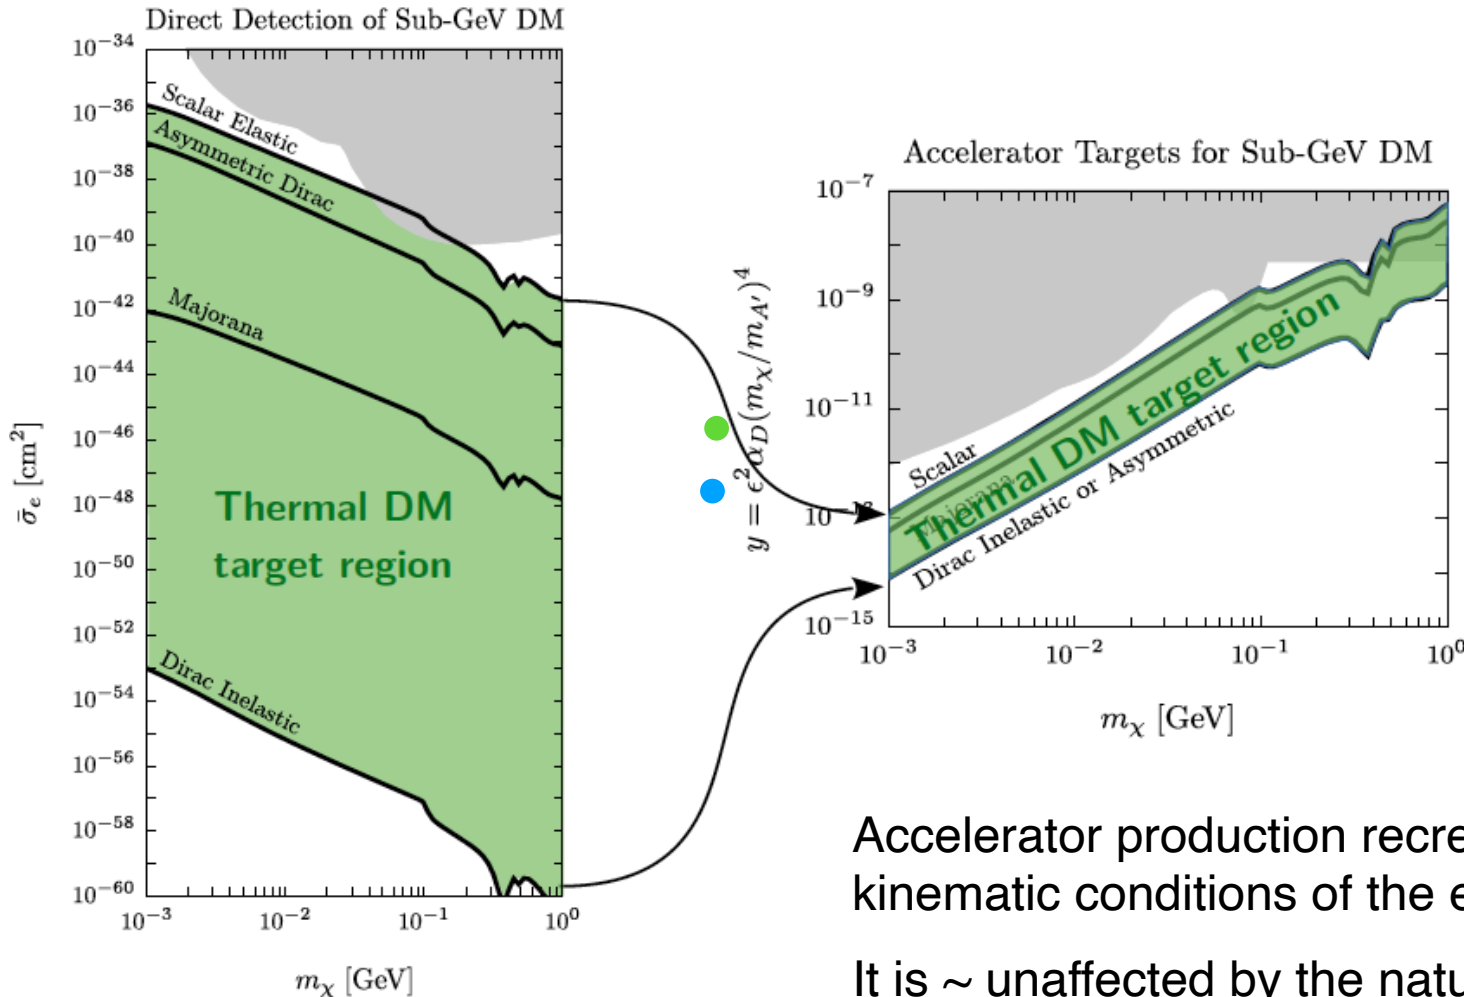 Direct Detection of Sub-GeV DM
10⁻³⁴
10⁻³⁶
10⁻³⁸
10⁻⁴⁰
10⁻⁴²
10⁻⁴⁴
10⁻⁴⁶
10⁻⁴⁸
10⁻⁵⁰
10⁻⁵²
10⁻⁵⁴
10⁻⁵⁶
10⁻⁵⁸
10⁻⁶⁰
σ̄ₑ [cm²]
Scalar Elastic
Asymmetric Dirac
Majorana
Thermal DM
target region
Dirac Inelastic
10⁻³ 10⁻² 10⁻¹ 10⁰
m_χ [GeV]
Accelerator Targets for Sub-GeV DM
y = ϵ²α_D(m_χ/m_A′)⁴
10⁻⁷
10⁻⁹
10⁻¹¹
10⁻¹⁵
Scalar
Majorana
Thermal DM target region
Dirac Inelastic or Asymmetric
10⁻³ 10⁻² 10⁻¹ 10⁰
m_χ [GeV]
Accelerator production recre
kinematic conditions of the e
It is ~ unaffected by the natu